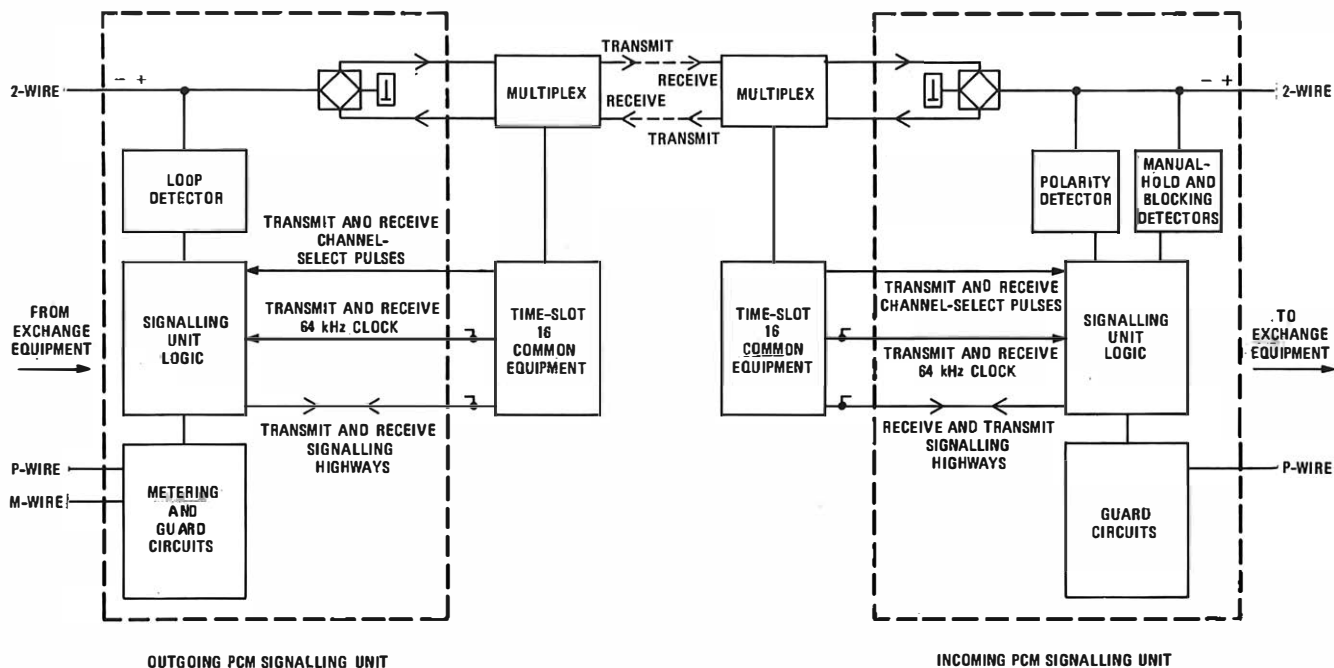 TRANSMIT
RECEIVE
RECEIVE
TRANSMIT
2-WIRE
- +
MULTIPLEX
MULTIPLEX
- +
2-WIRE
LOOP
DETECTOR
POLARITY
DETECTOR
MANUAL-
HOLD AND
BLOCKING
DETECTORS
TRANSMIT AND RECEIVE
CHANNEL-
SELECT PULSES
TRANSMIT AND RECEIVE
CHANNEL-SELECT PULSES
FROM
EXCHANGE
EQUIPMENT
SIGNALLING
UNIT
LOGIC
TRANSMIT AND RECEIVE
64 kHz CLOCK
TIME-SLOT
16
COMMON
EQUIPMENT
TIME-SLOT
16
COMMON
EQUIPMENT
TRANSMIT AND RECEIVE
64 kHz CLOCK
SIGNALLING
UNIT
LOGIC
TO
EXCHANGE
EQUIPMENT
TRANSMIT AND RECEIVE
SIGNALLING
HIGHWAYS
RECEIVE AND TRANSMIT
SIGNALLING
HIGHWAYS
P-WIRE
M-WIRE
METERING
AND
GUARD
CIRCUITS
GUARD
CIRCUITS
P-WIRE
OUTGOING PCM SIGNALLING UNIT
INCOMING PCM SIGNALLING UNIT